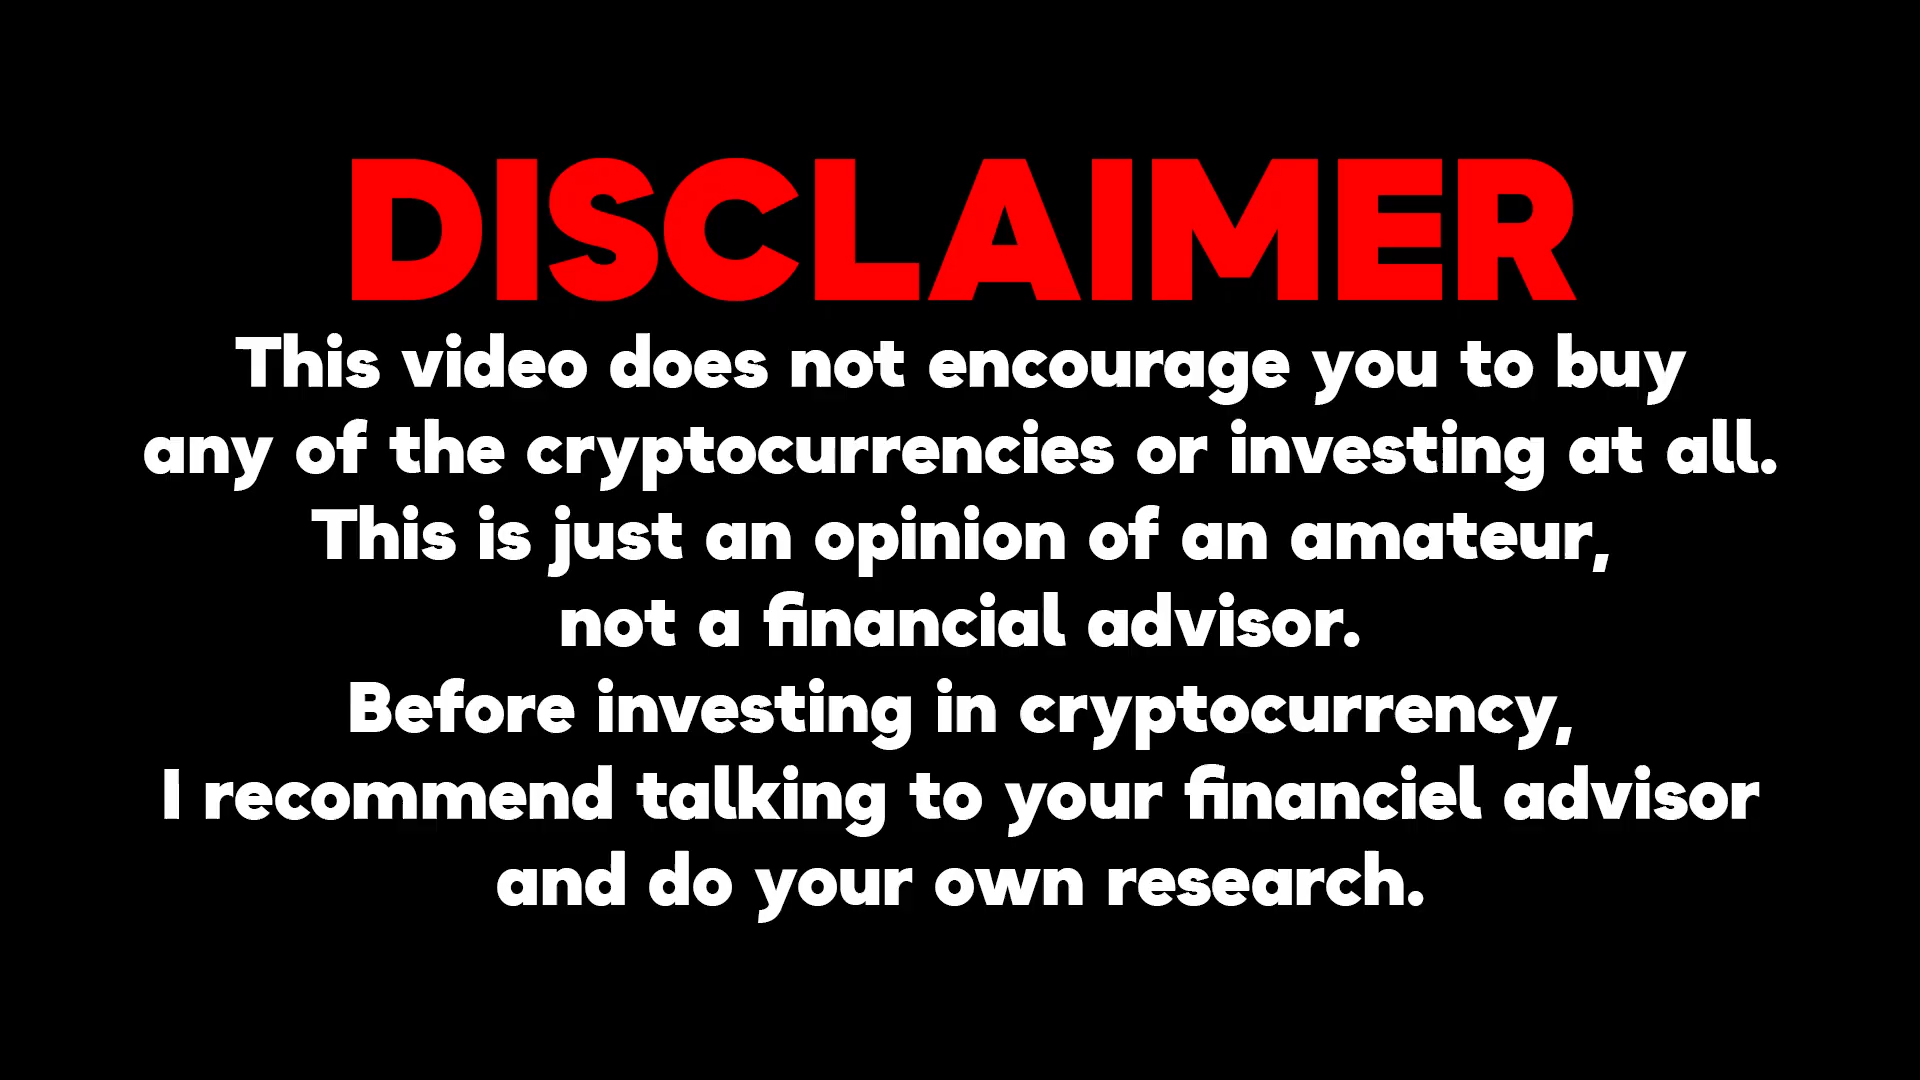 DISCLAIMER
This video does not encourage you to buy
any of the cryptocurrencies or investing at all.
This is just an opinion of an amateur,
not a financial advisor.
Before investing in cryptocurrency,
I recommend talking to your financiel advisor
and do your own research.